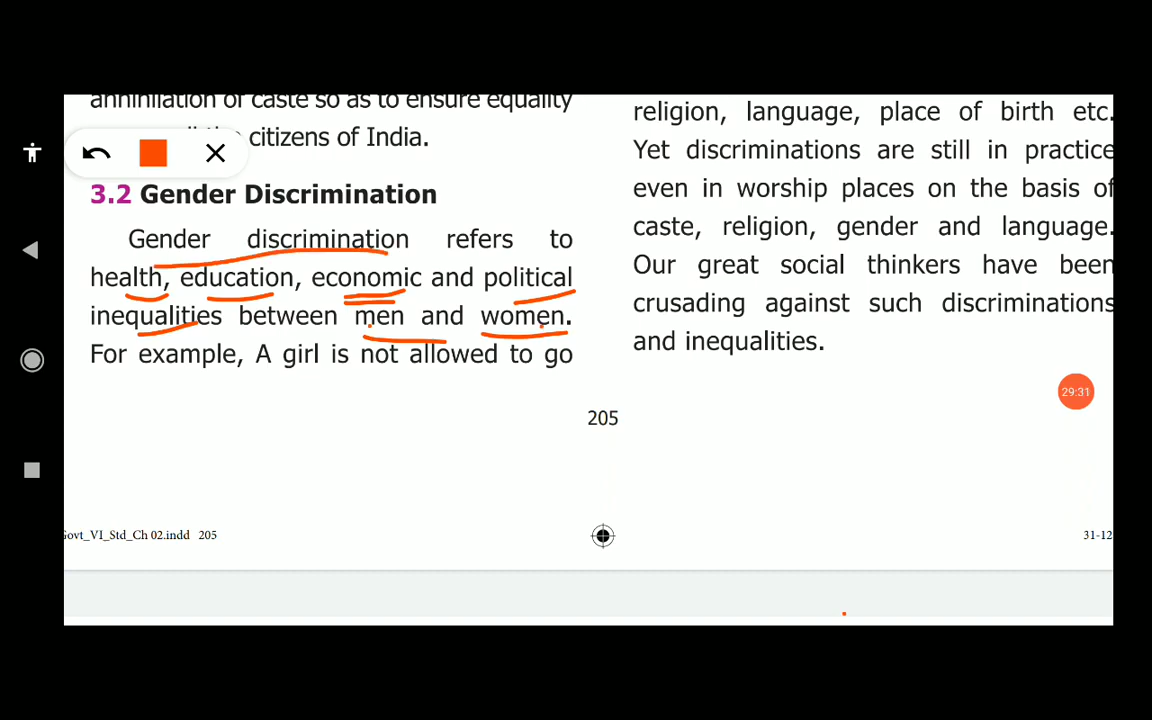 annihilation of caste so as to ensure equality
citizens of India.
3.2 Gender Discrimination
Gender discrimination refers to
health, education, economic and political
inequalities between men and women.
For example, A girl is not allowed to go
religion, language, place of birth etc.
Yet discriminations are still in practice
even in worship places on the basis of
caste, religion, gender and language.
Our great social thinkers have been
crusading against such discriminations
and inequalities.
29:31
205
Govt_VI_Std_Ch 02.indd 205
31-12